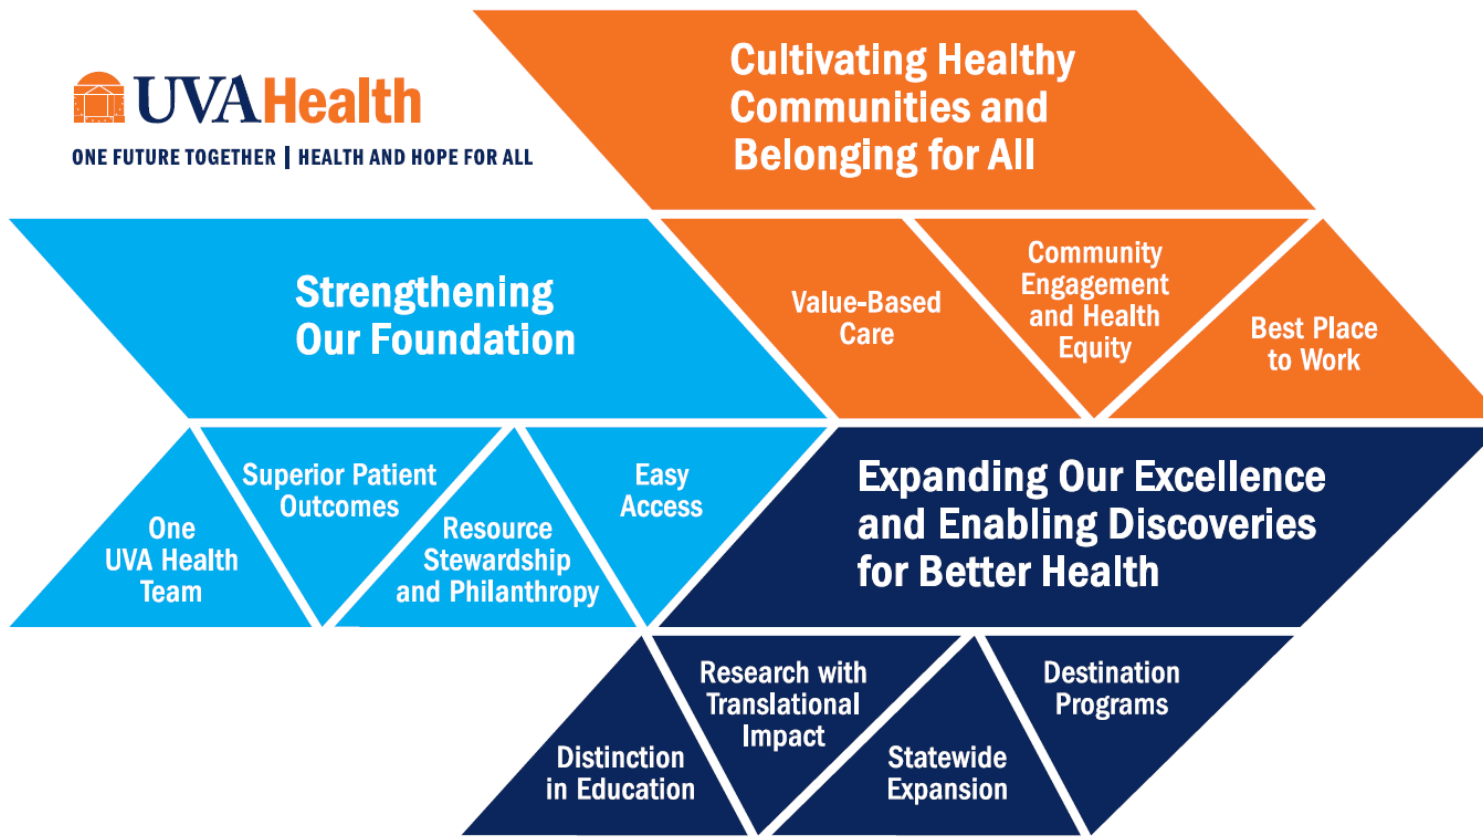 UVAHealth
ONE FUTURE TOGETHER | HEALTH AND HOPE FOR ALL
Cultivating Healthy
Communities and
Belonging for All
Value-Based
Care
Community
Engagement
and Health
Equity
Best Place
to Work
Strengthening
Our Foundation
One
UVA Health
Team
Superior Patient
Outcomes
Resource
Stewardship
and Philanthropy
Easy
Access
Expanding Our Excellence
and Enabling Discoveries
for Better Health
Distinction
in Education
Research with
Translational
Impact
Statewide
Expansion
Destination
Programs